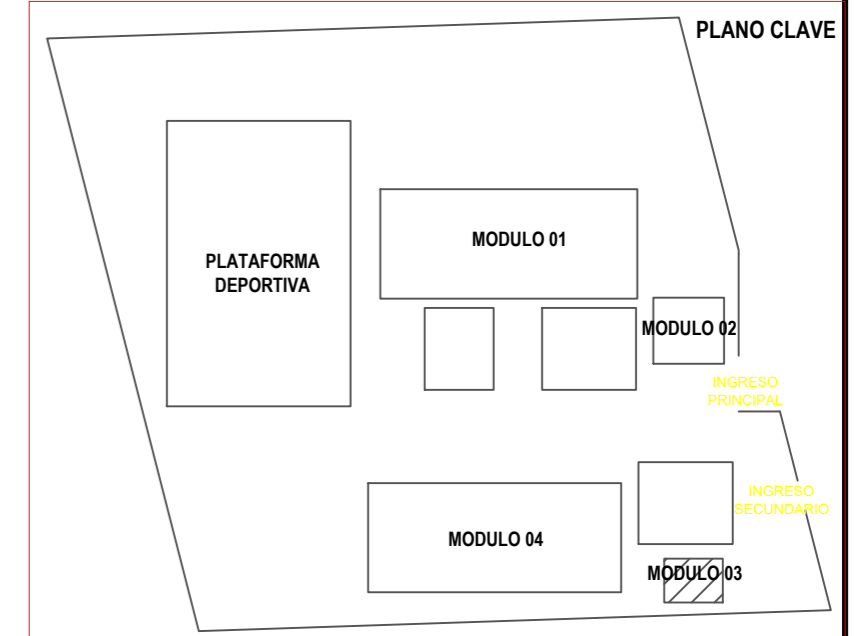 PLANO CLAVE
MODULO 01
PLATAFORMA
DEPORTIVA
MODULO 02
INGRESO
PRINCIPAL
INGRESO
SECUNDARIO
MODULO 04
MODULO 03